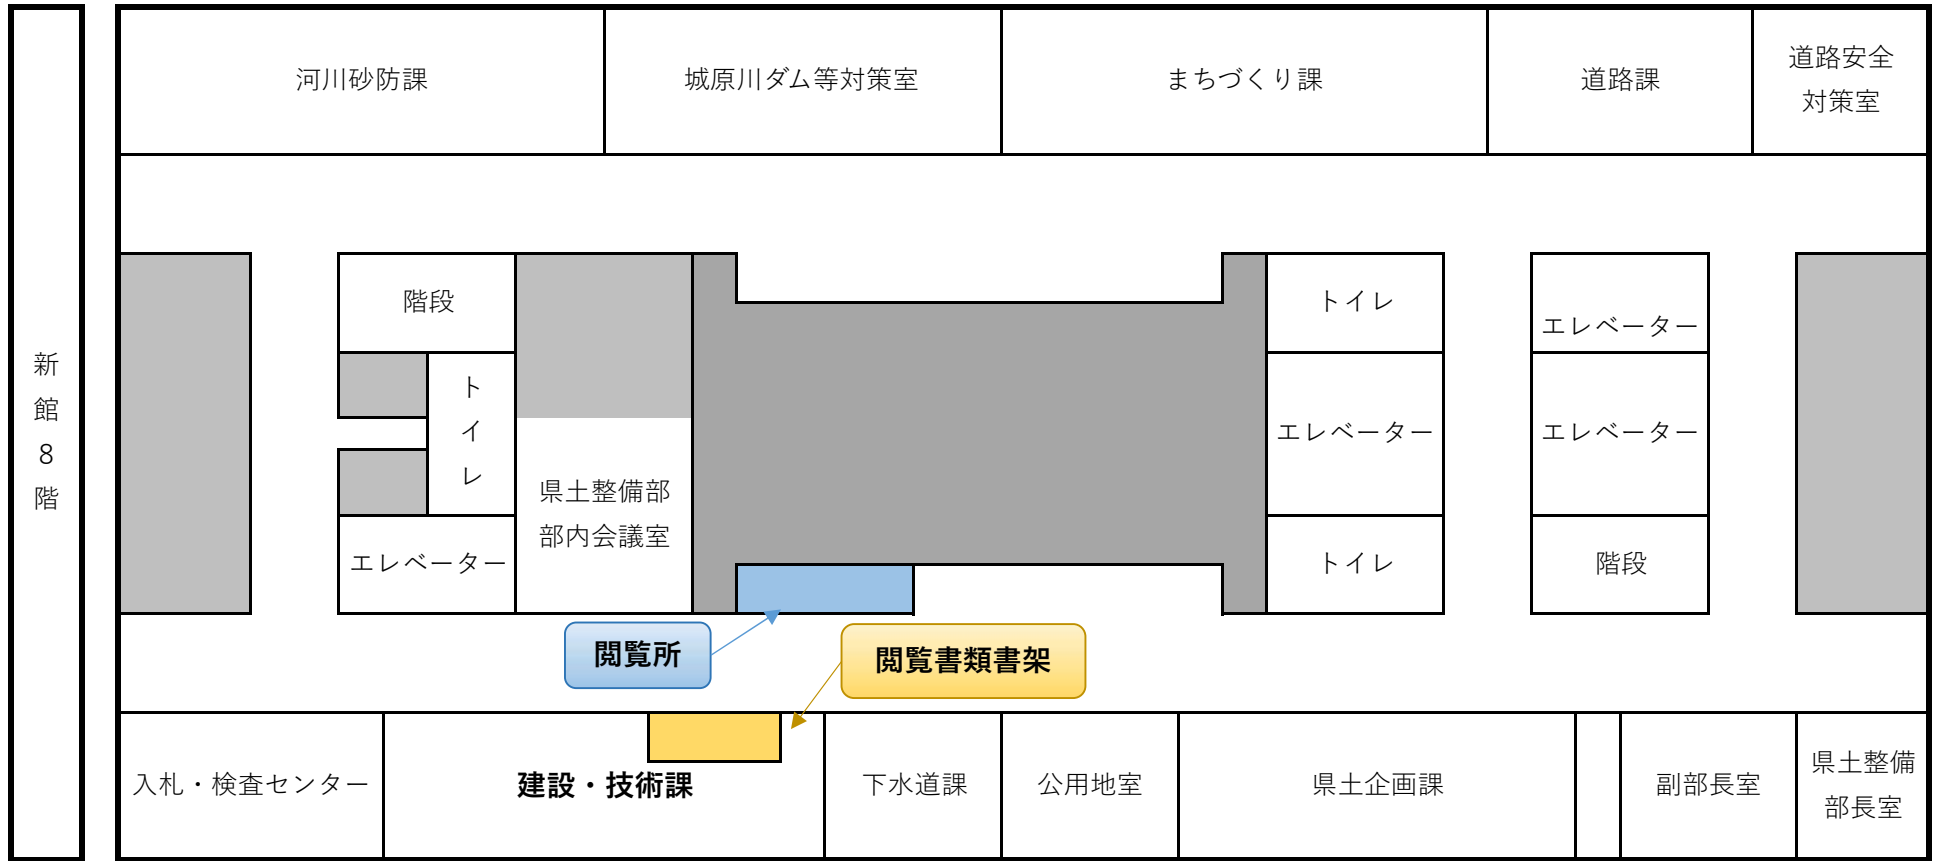 新館8階
河川砂防課
城原川ダム等対策室
まちづくり課
道路課
道路安全
対策室
階段
トイレ
エレベーター
県土整備部
部内会議室
トイレ
エレベーター
トイレ
エレベーター
エレベーター
階段
閲覧所
閲覧書類書架
入札・検査センター
建設・技術課
下水道課
公用地室
県土企画課
副部長室
県土整備
部長室